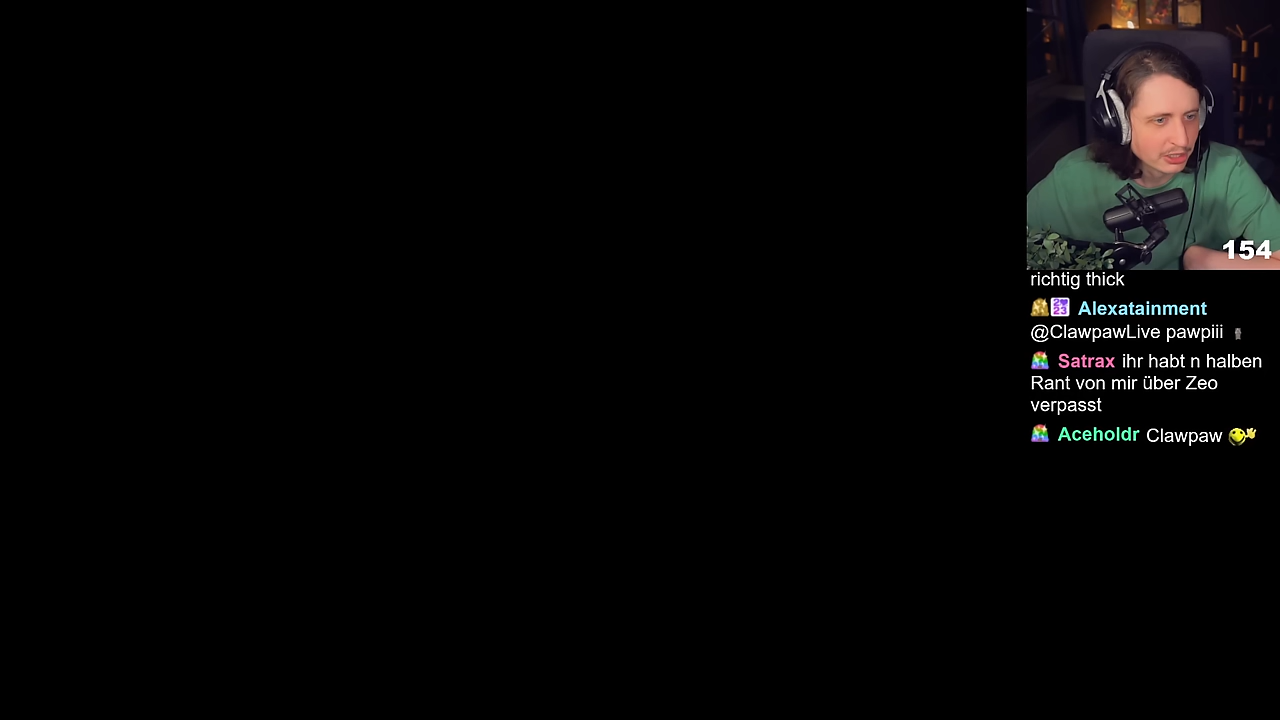 154
richtig thick
Alexatainment
@ClawpawLive pawpiii
Satrax ihr habt n halben
Rant von mir über Zeo
verpasst
Aceholdr Clawpaw